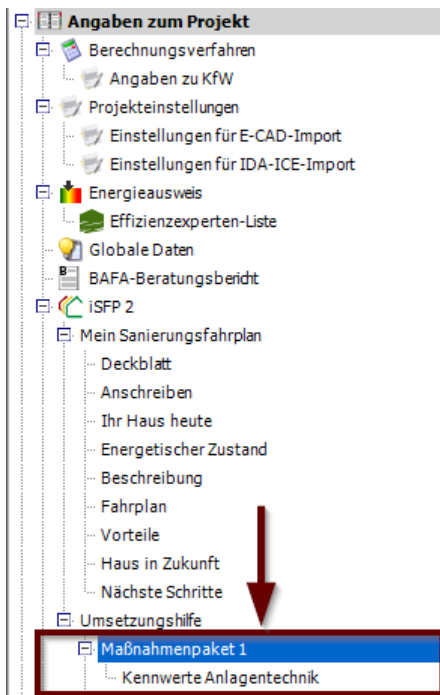 Angaben zum Projekt
Berechnungsverfahren
Angaben zu KfW
Projekteinstellungen
Einstellungen für E-CAD-Import
Einstellungen für IDA-ICE-Import
Energieausweis
Effizienzexperten-Liste
Globale Daten
BAFA-Beratungsbericht
iSFP 2
Mein Sanierungsfahrplan
Deckblatt
Anschreiben
Ihr Haus heute
Energetischer Zustand
Beschreibung
Fahrplan
Vorteile
Haus in Zukunft
Nächste Schritte
Umsetzungshilfe
Maßnahmenpaket 1
Kennwerte Anlagentechnik